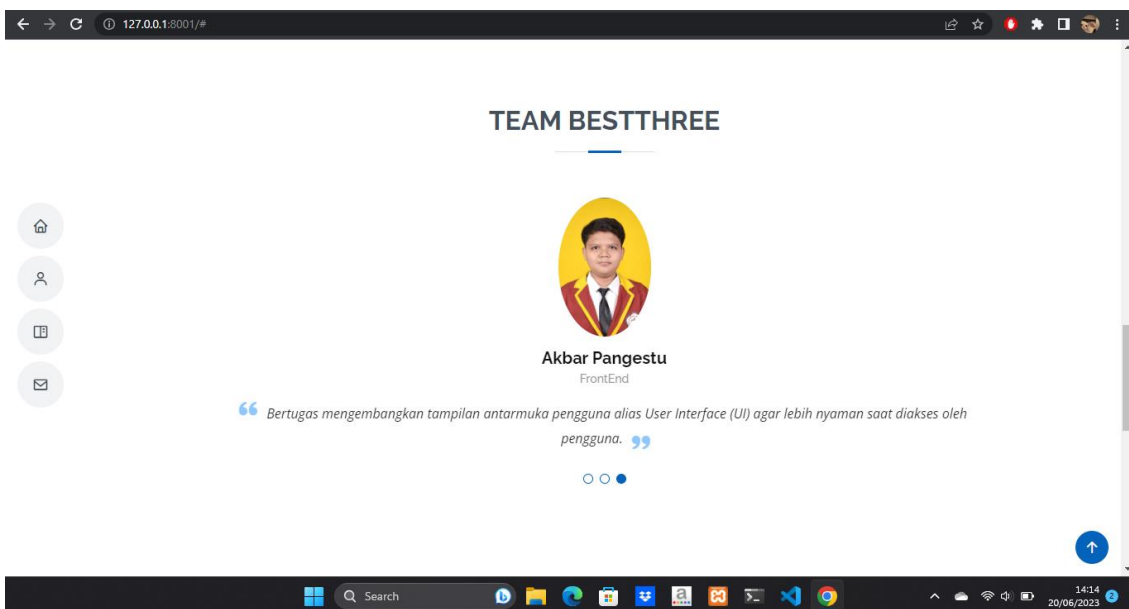 127.0.0.1:8001/#
TEAM BESTTHREE
Akbar Pangestu
FrontEnd
“ Bertugas mengembangkan tampilan antarmuka pengguna alias User Interface (UI) agar lebih nyaman saat diakses oleh
pengguna. ”
Search
14:14
20/06/2023
2